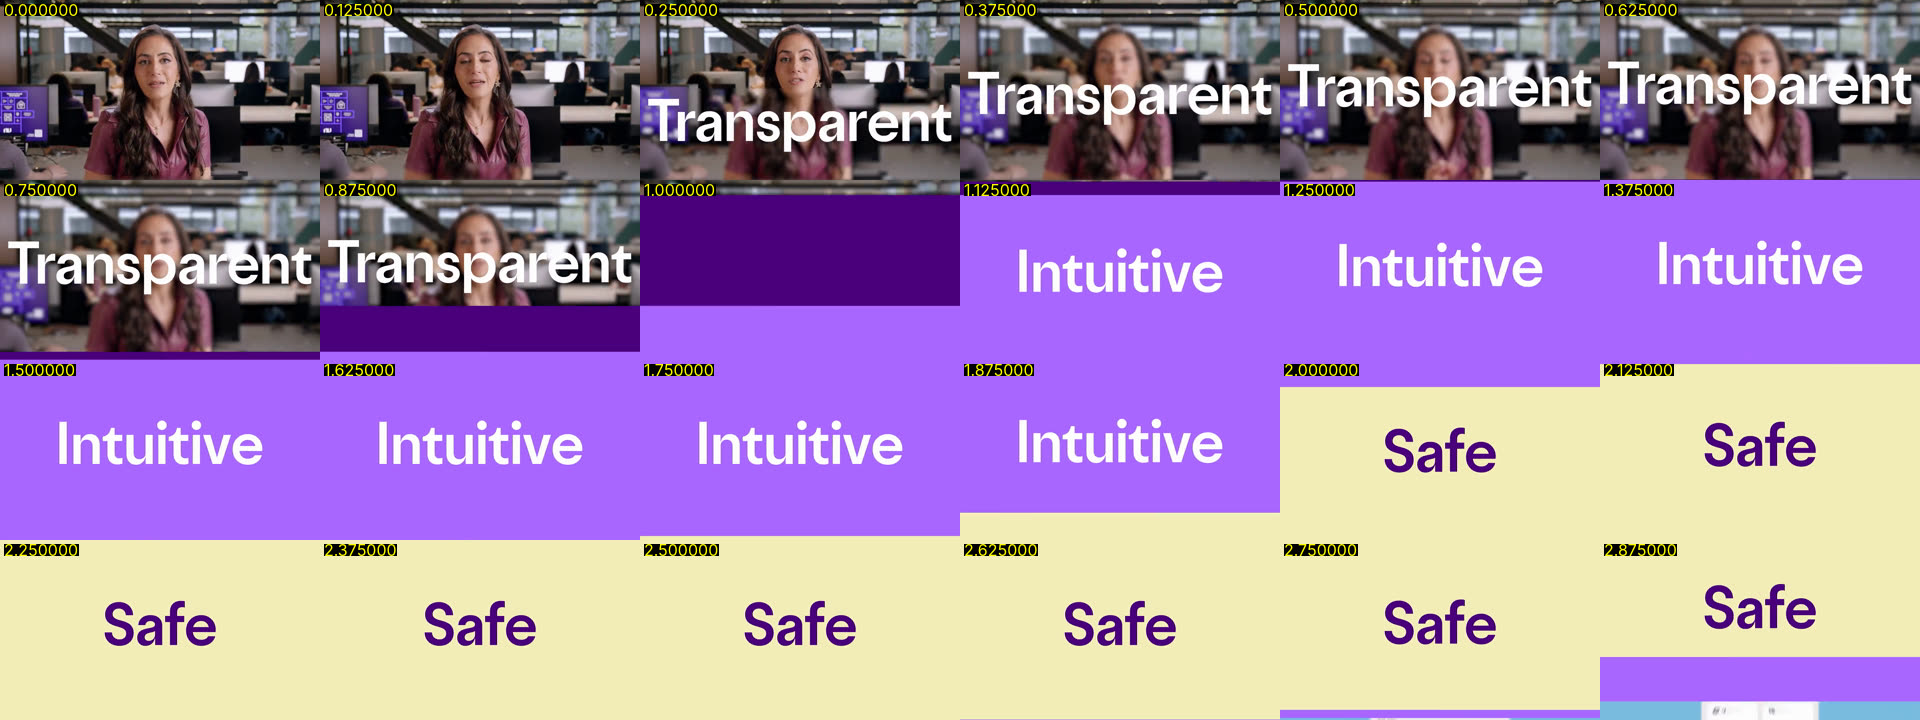 0.000000
0.125000
0.250000
Transparent
0.375000
Transparent
0.500000
Transparent
0.625000
Transparent
0.750000
Transparent
0.875000
Transparent
1.000000
1.125000
Intuitive
1.250000
Intuitive
1.375000
Intuitive
1.500000
Intuitive
1.625000
Intuitive
1.750000
Intuitive
1.875000
Intuitive
2.000000
Safe
2.125000
Safe
2.250000
Safe
2.375000
Safe
2.500000
Safe
2.625000
Safe
2.750000
Safe
2.875000
Safe